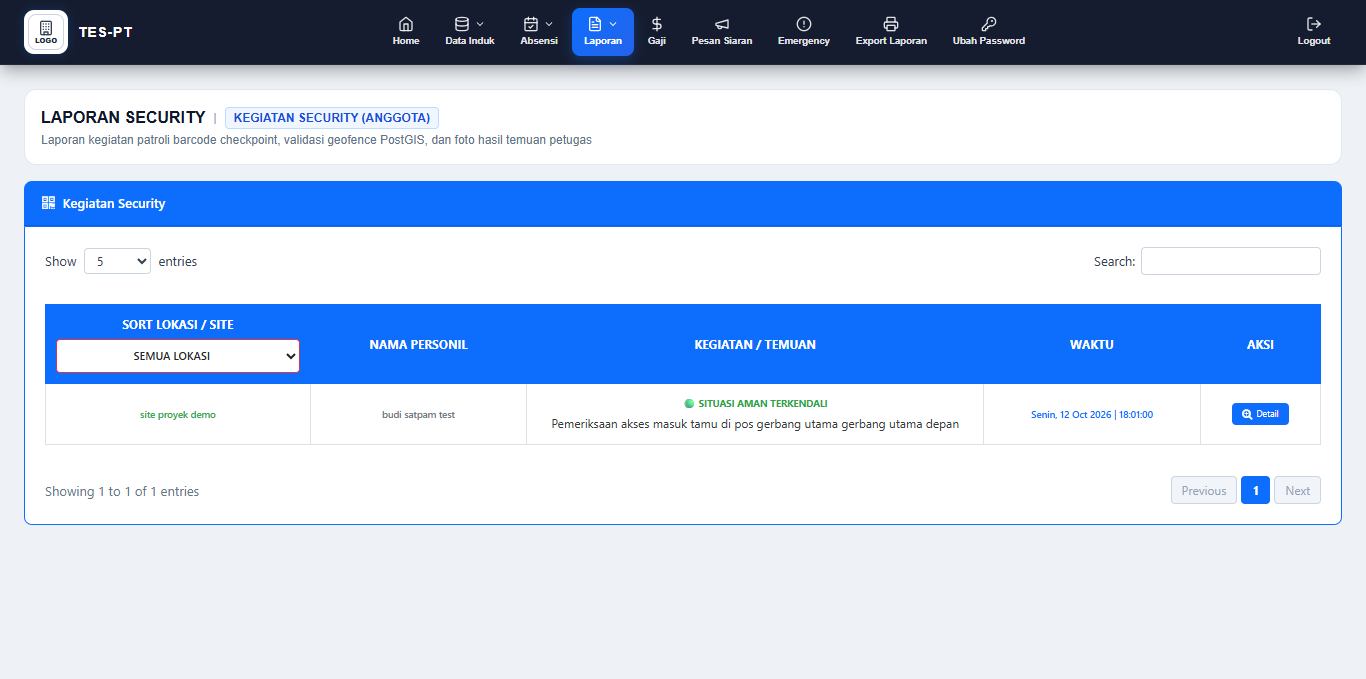 LOGO
TES-PT
Home
Data Induk
Absensi
Laporan
Gaji
Pesan Siaran
Emergency
Export Laporan
Ubah Password
Logout
LAPORAN SECURITY | KEGIATAN SECURITY (ANGGOTA)
Laporan kegiatan patroli barcode checkpoint, validasi geofence PostGIS, dan foto hasil temuan petugas
Kegiatan Security
Show 5 entries
Search:
SORT LOKASI / SITE
SEMUA LOKASI
NAMA PERSONIL
KEGIATAN / TEMUAN
WAKTU
AKSI
site proyek demo
budi satpam test
SITUASI AMAN TERKENDALI
Pemeriksaan akses masuk tamu di pos gerbang utama gerbang utama depan
Senin, 12 Oct 2026 | 18:01:00
Detail
Showing 1 to 1 of 1 entries
Previous 1 Next